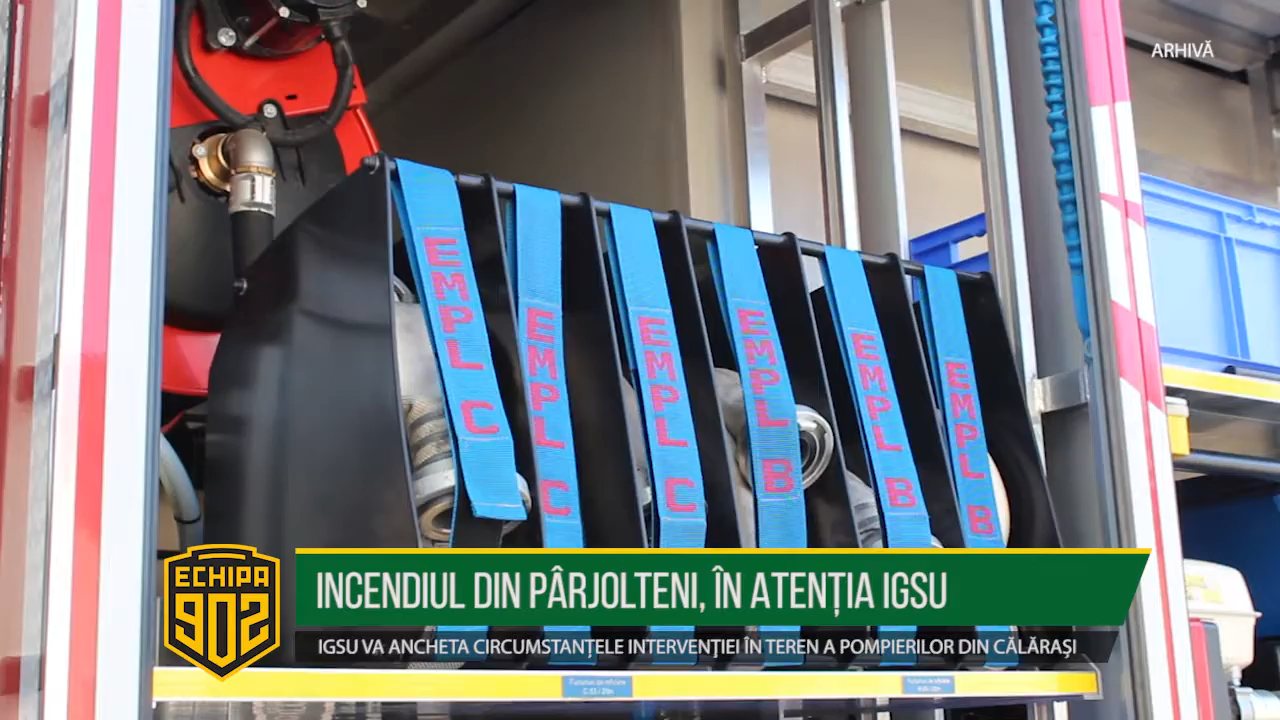 ARHIVĂ
EMPL C
EMPL C
EMPL C
EMPL B
EMPL B
EMPL B
ECHIPA
902
INCENDIUL DIN PÂRJOLTENI, ÎN ATENȚIA IGSU
IGSU VA ANCHETA CIRCUMSTANȚELE INTERVENȚIEI ÎN TEREN A POMPIERILOR DIN CĂLĂRAȘI